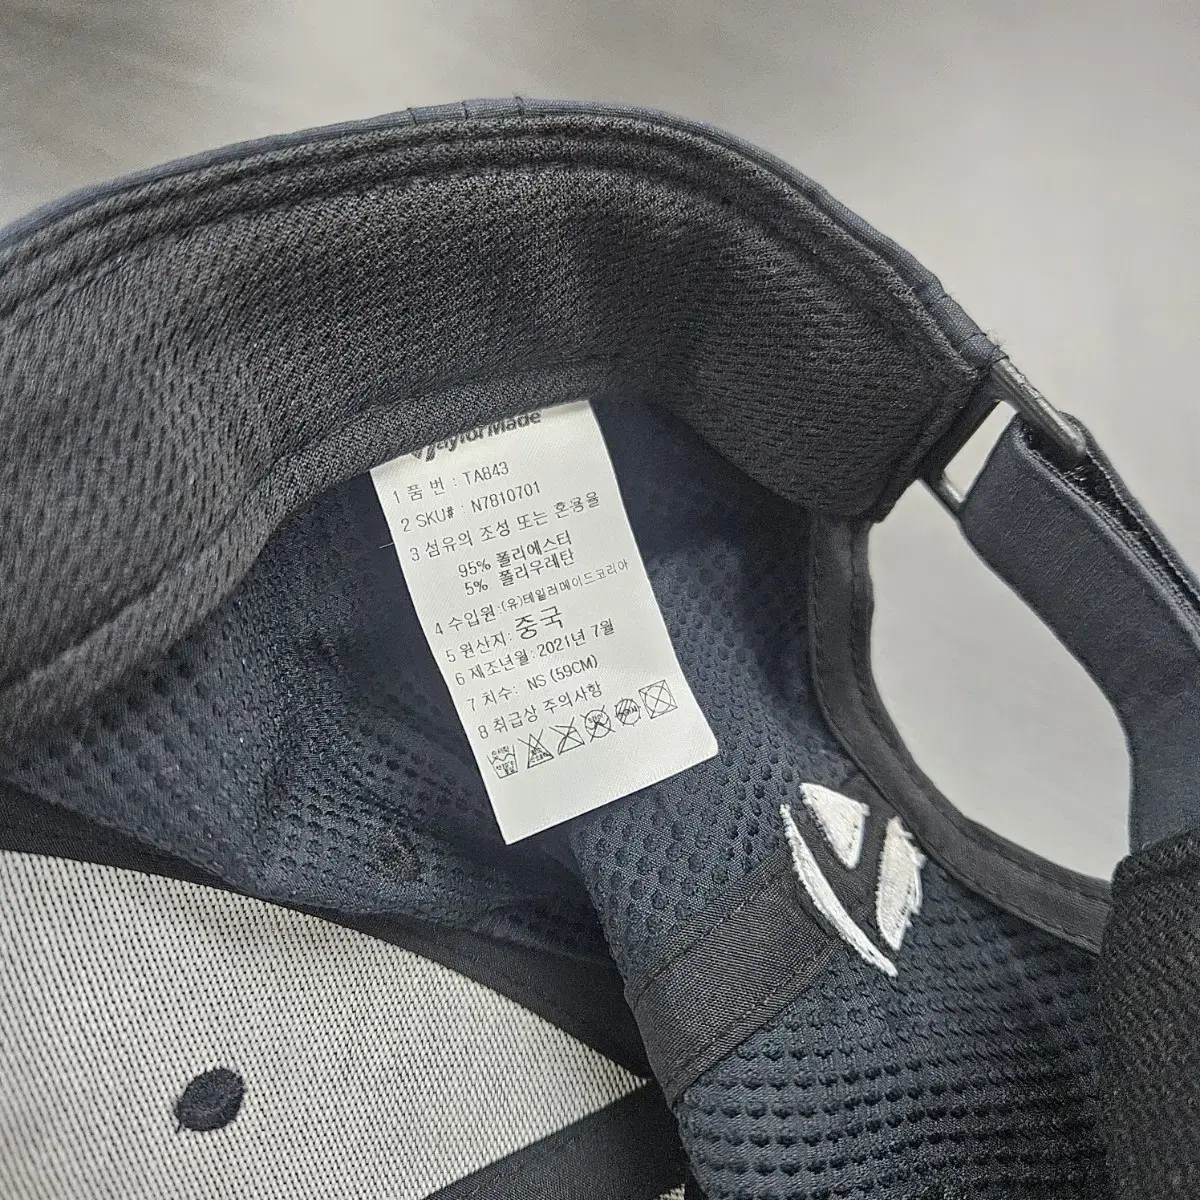 TaylorMade
1 품 번 : TA843
2 SKU# : N7810701
3 섬유의 조성 또는 혼용율
95% 폴리에스터
5% 폴리우레탄
4 수입원:(유)테일러메이드코리아
5 원산지: 중국
6 제조년월: 2021년 7월
7 치수: NS (59CM)
8 취급상 주의사항